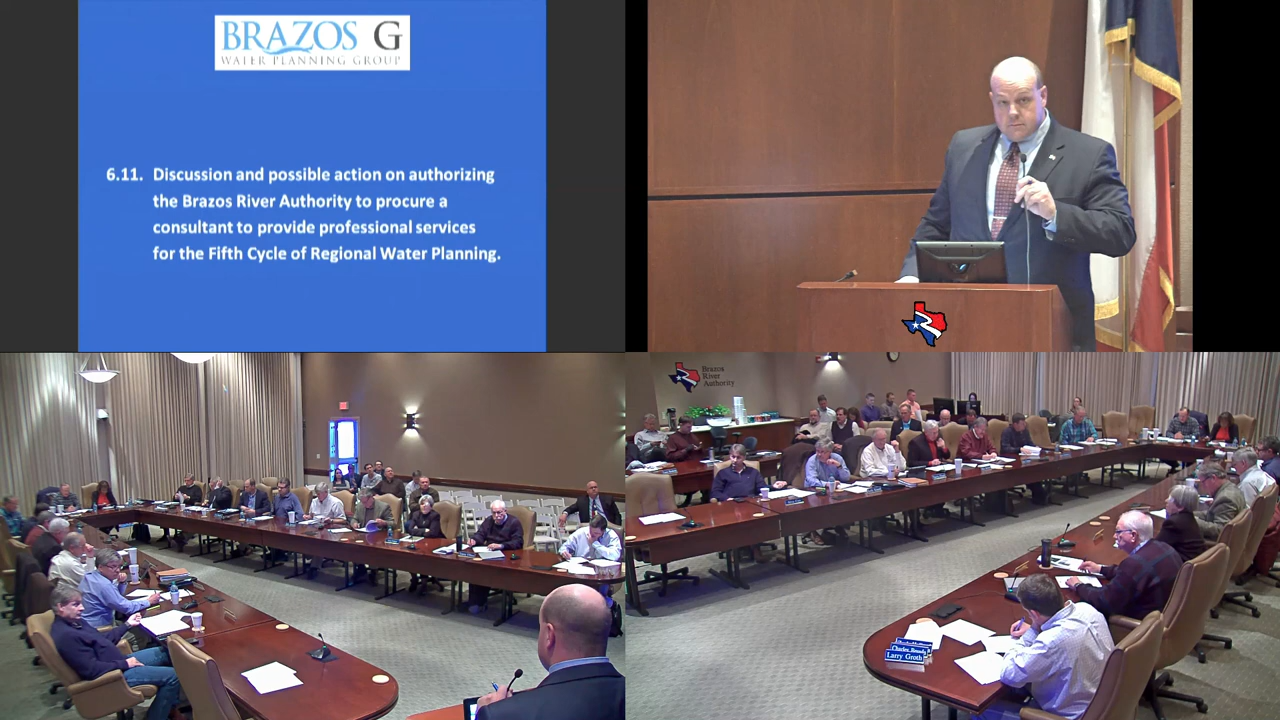 BRAZOS G
WATER PLANNING GROUP
6.11. Discussion and possible action on authorizing
the Brazos River Authority to procure a
consultant to provide professional services
for the Fifth Cycle of Regional Water Planning.
Brazos
River
Authority
Larry Groth